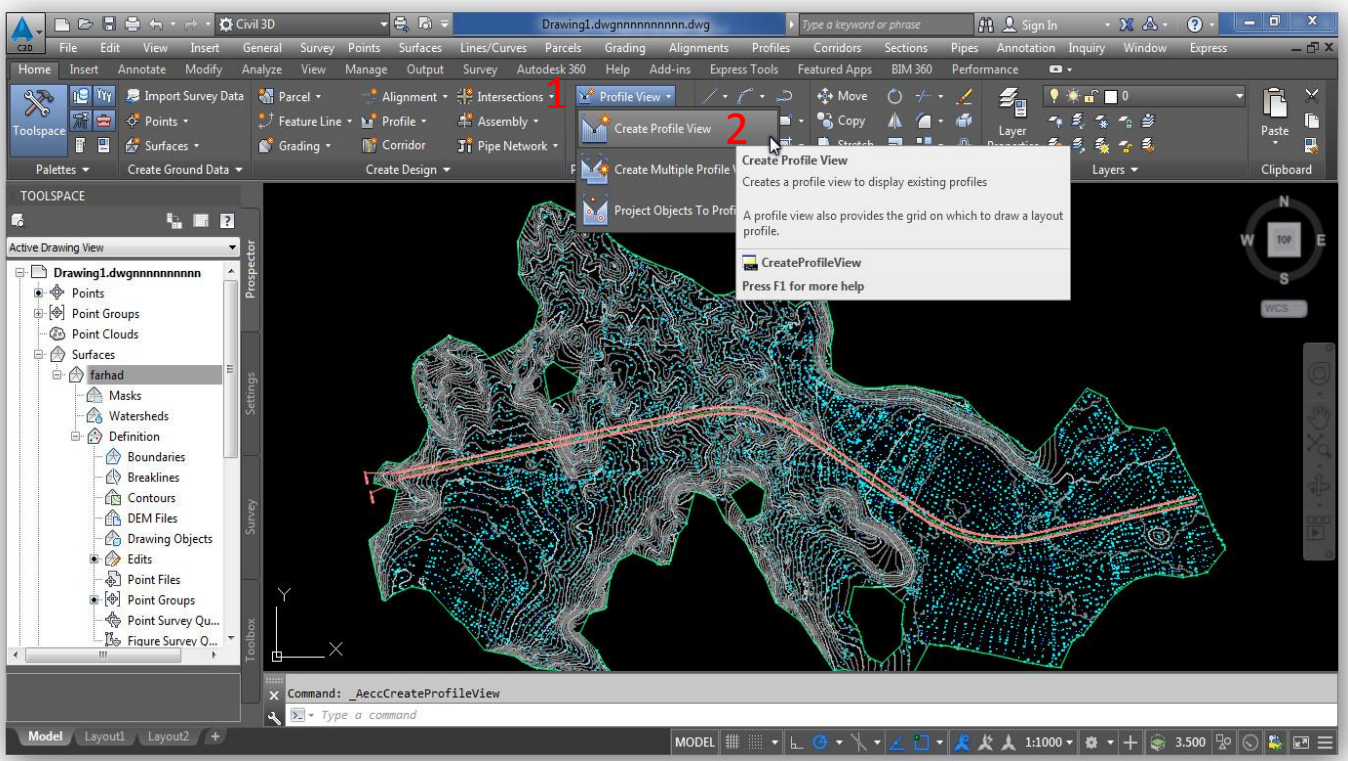 Civil 3D
Drawing1.dwgnnnnnnnnnn.dwg
Type a keyword or phrase
Sign In
C3D
File Edit View Insert General Survey Points Surfaces Lines/Curves Parcels Grading Alignments Profiles Corridors Sections Pipes Annotation Inquiry Window Express
Home Insert Annotate Modify Analyze View Manage Output Survey Autodesk 360 Help Add-ins Express Tools Featured Apps BIM 360 Performance
Import Survey Data Parcel Alignment Intersections 1 Profile View Move 0
Toolspace Points Feature Line Profile Assembly Create Profile View 2 Copy Layer Paste
Surfaces Grading Corridor Pipe Network Stretch Properties
Palettes Create Ground Data Create Design Layers Clipboard
Create Multiple Profile V
Project Objects To Profi
Create Profile View
Creates a profile view to display existing profiles
A profile view also provides the grid on which to draw a layout
profile.
CreateProfileView
Press F1 for more help
TOOLSPACE
Active Drawing View
Drawing1.dwgnnnnnnnnnn
Points
Point Groups
Point Clouds
Surfaces
farhad
Masks
Watersheds
Definition
Boundaries
Breaklines
Contours
DEM Files
Drawing Objects
Edits
Point Files
Point Groups
Point Survey Qu...
Figure Survey Q...
Prospector
Settings
Survey
Toolbox
N
W TOP E
S
WCS
Y
X
Command: _AeccCreateProfileView
Type a command
Model Layout1 Layout2 +
MODEL 1:1000 3.500